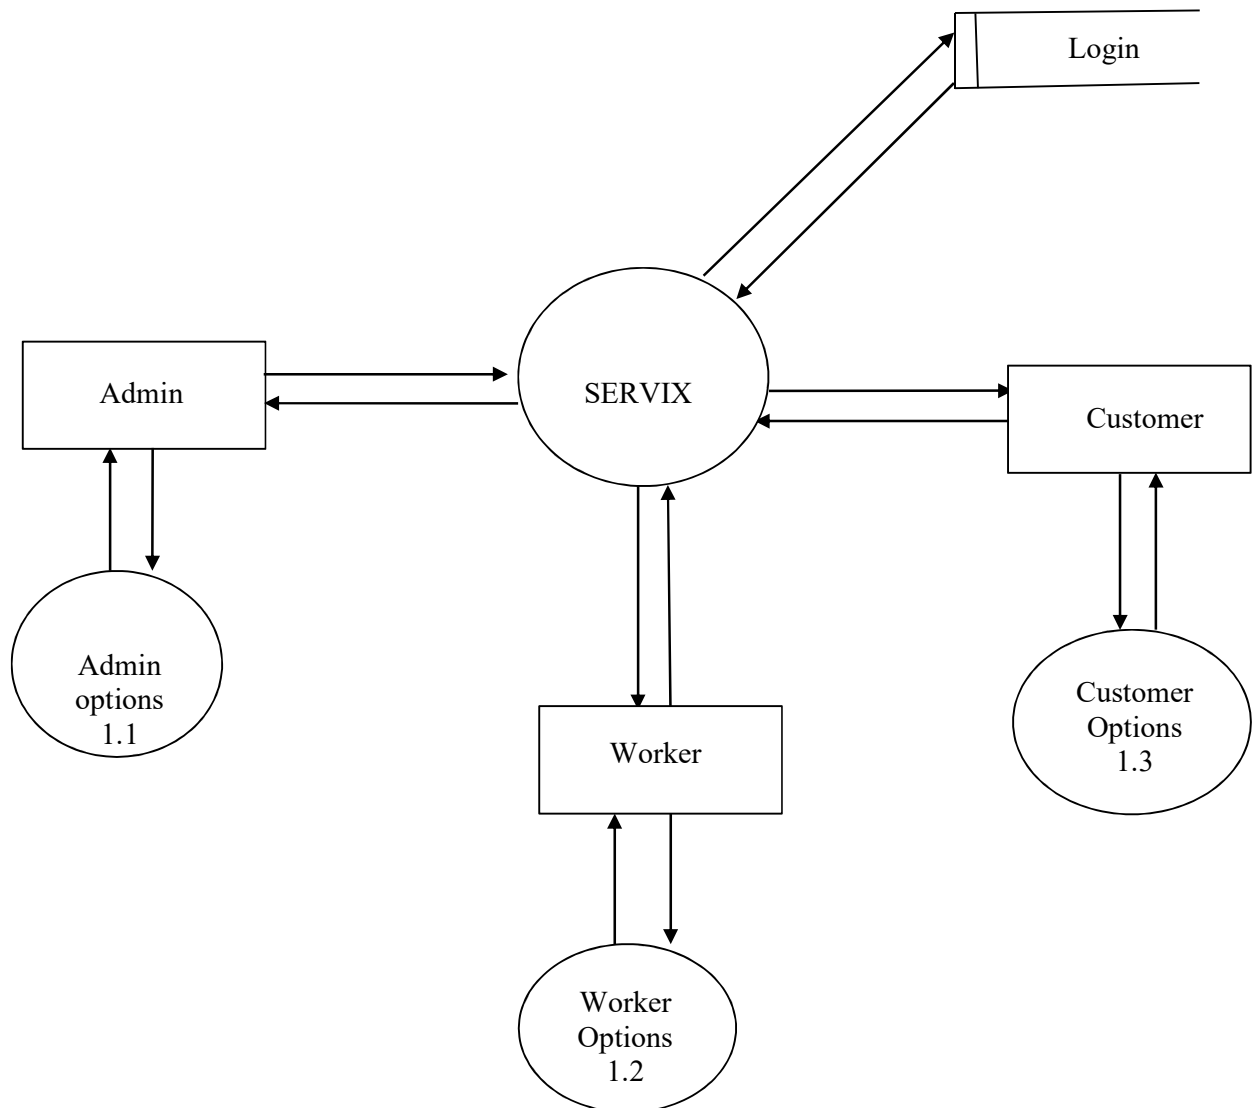 Login
SERVIX
Admin
Customer
Admin
options
1.1
Customer
Options
1.3
Worker
Worker
Options
1.2